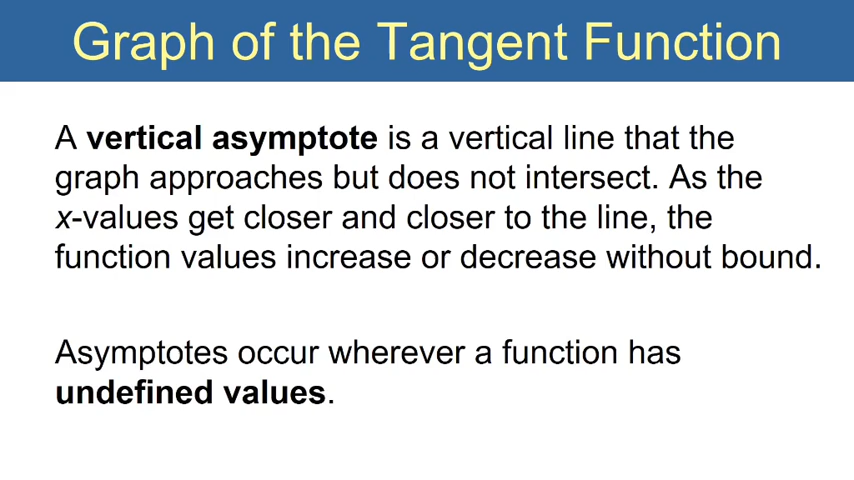 Graph of the Tangent Function
A vertical asymptote is a vertical line that the
graph approaches but does not intersect. As the
x-values get closer and closer to the line, the
function values increase or decrease without bound.
Asymptotes occur wherever a function has
undefined values.